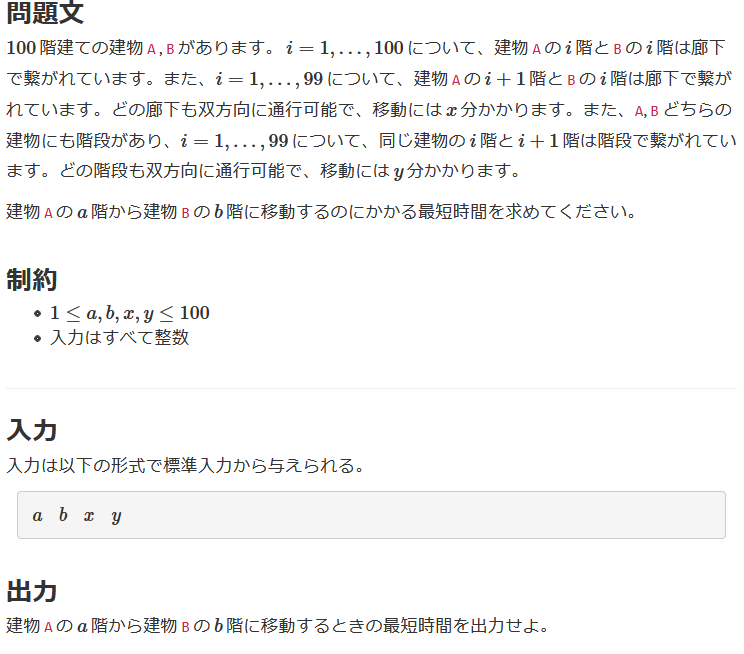 問題文
100 階建ての建物 A , B があります。 i = 1, . . . , 100 について、建物 A の i 階と B の i 階は廊下
で繋がれています。また、i = 1, . . . , 99 について、建物 A の i + 1 階と B の i 階は廊下で繋が
れています。どの廊下も双方向に通行可能で、移動には x 分かかります。また、A, B どちらの
建物にも階段があり、i = 1, . . . , 99 について、同じ建物の i 階と i + 1 階は階段で繋がれてい
ます。どの階段も双方向に通行可能で、移動には y 分かかります。
建物 A の a 階から建物 B の b 階に移動するのにかかる最短時間を求めてください。
制約
• 1 ≤ a, b, x, y ≤ 100
• 入力はすべて整数
入力
入力は以下の形式で標準入力から与えられる。
a b x y
出力
建物 A の a 階から建物 B の b 階に移動するときの最短時間を出力せよ。